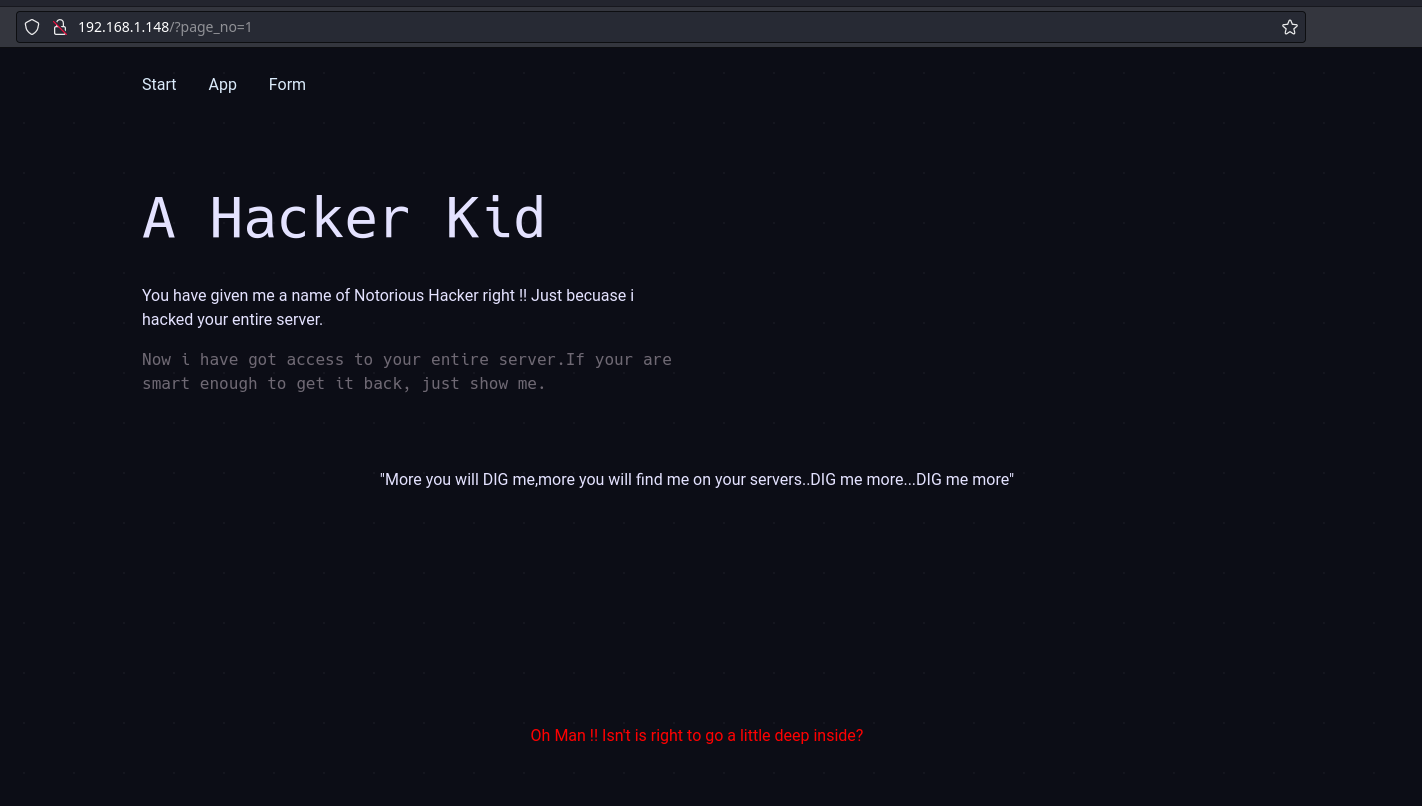 192.168.1.148/?page_no=1
Start App Form
A Hacker Kid
You have given me a name of Notorious Hacker right !! Just becuase i
hacked your entire server.
Now i have got access to your entire server.If your are
smart enough to get it back, just show me.
"More you will DIG me,more you will find me on your servers..DIG me more...DIG me more"
Oh Man !! Isn't is right to go a little deep inside?